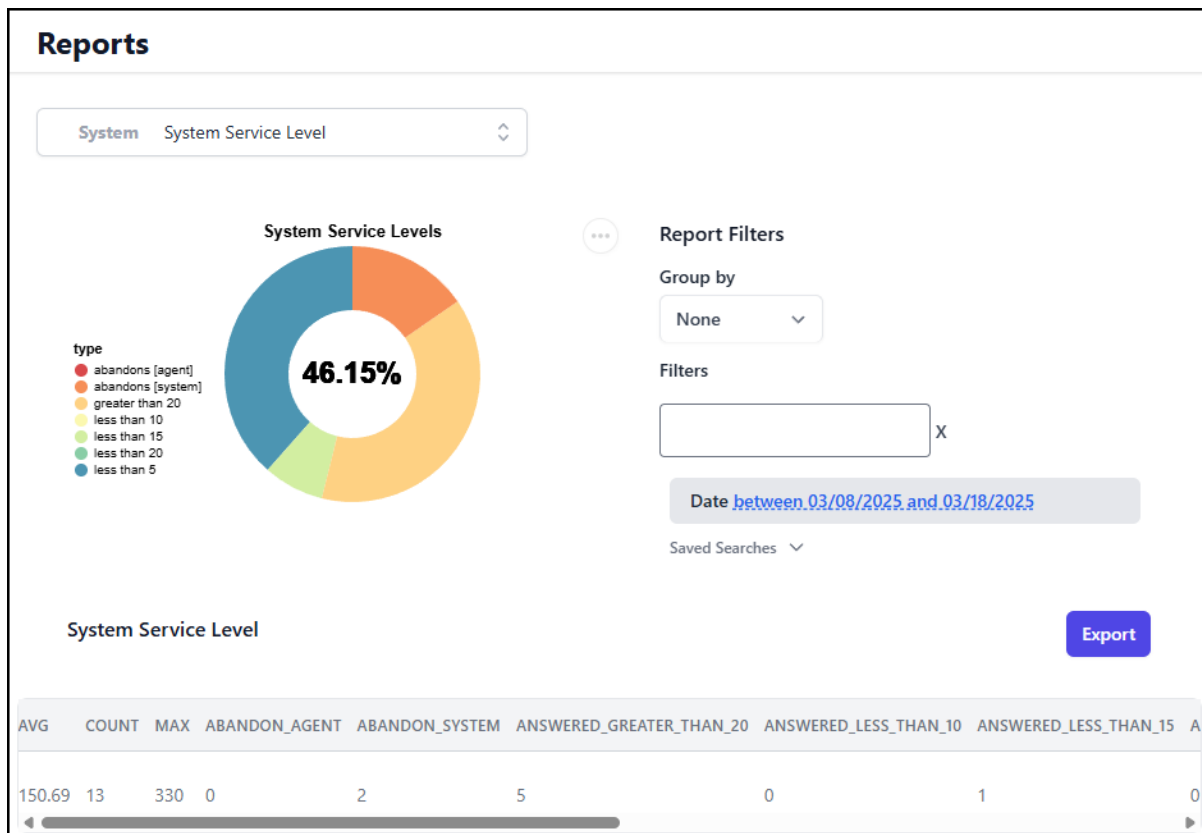 Reports
System System Service Level
System Service Levels
46.15%
type
abandons [agent]
abandons [system]
greater than 20
less than 10
less than 15
less than 20
less than 5
Report Filters
Group by
None
Filters
X
Date between 03/08/2025 and 03/18/2025
Saved Searches
System Service Level
Export
AVG COUNT MAX ABANDON_AGENT ABANDON_SYSTEM ANSWERED_GREATER_THAN_20 ANSWERED_LESS_THAN_10 ANSWERED_LESS_THAN_15 A
150.69 13 330 0 2 5 0 1 0